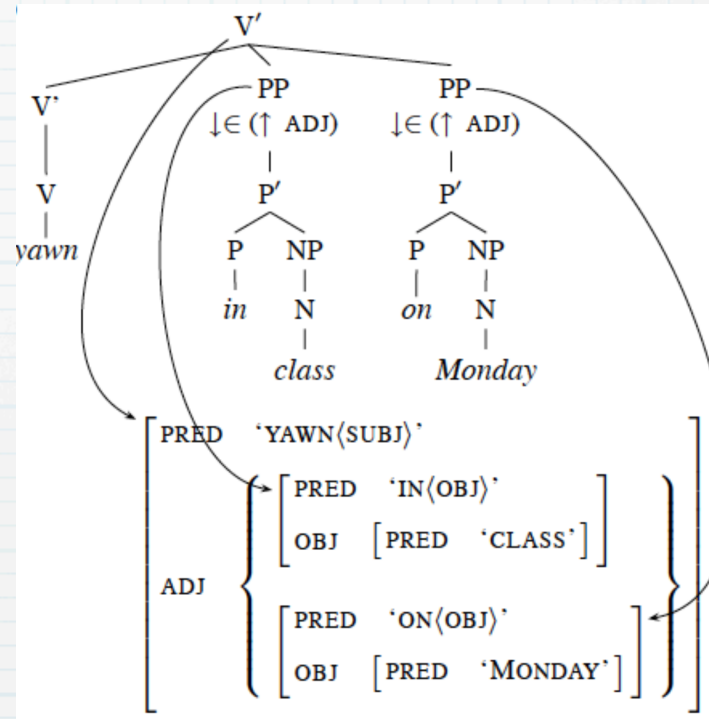 V′
V’ PP PP
↓∈ (↑ ADJ) ↓∈ (↑ ADJ)
P′ P′
V P NP P NP
yawn in N on N
class Monday
PRED ‘YAWN⟨SUBJ⟩’
PRED ‘IN⟨OBJ⟩’
OBJ [PRED ‘CLASS’]
ADJ
PRED ‘ON⟨OBJ⟩’
OBJ [PRED ‘MONDAY’]